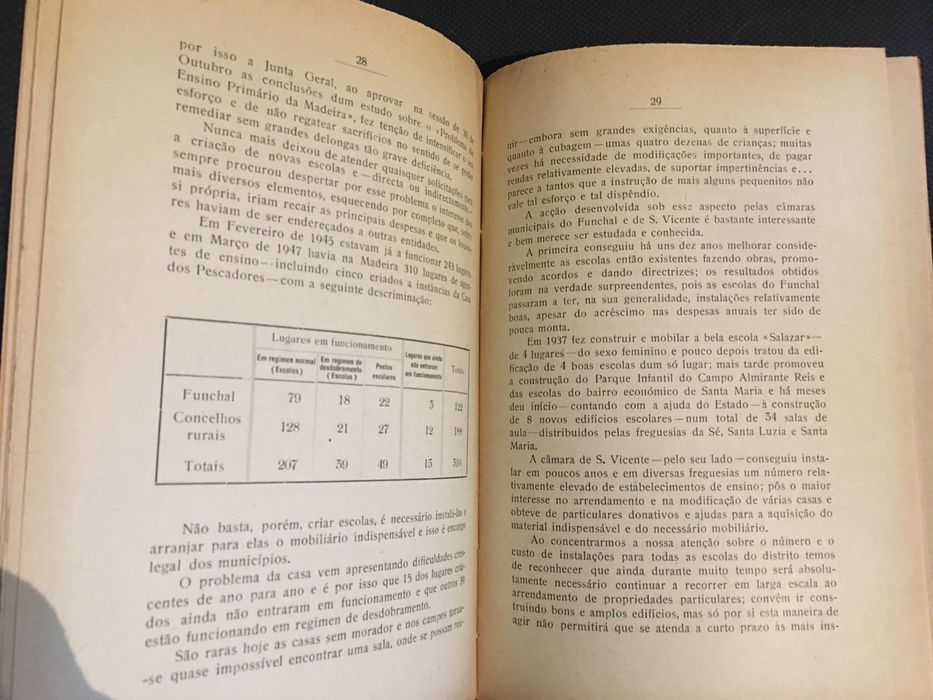 28
por isso a Junta Geral, ao aprovar na sessão de 30 de
Outubro as conclusões dum estudo sobre o «Problema do
Ensino Primário da Madeira», fez tenção de intensificar o seu
esforço e de não regatear sacrifícios no sentido de se poder
remediar sem grandes delongas tão grave deficiência.
Nunca mais deixou de atender quaisquer solicitações para
a criação de novas escolas e—directa ou indirectamente—
sempre procurou despertar por esse problema o interesse dos
mais diversos elementos, esquecendo por completo que, sobre
si própria, iriam recair as principais despesas e que os louvo-
res haviam de ser endereçados a outras entidades.
Em Fevereiro de 1945 estavam já a funcionar 243 lugares
e em Março de 1947 havia na Madeira 310 lugares de agen-
tes de ensino—incluindo cinco criados a instâncias da Casa
dos Pescadores—com a seguinte descriminação:
Lugares em funcionamento
Em regimen normal (Escolas) Em regimen de desdobramento (Escolas) Postos escolares Lugares que ainda não entraram em funcionamento Totais
Funchal 79 18 22 3 122
Concelhos rurais 128 21 27 12 188
Totais 207 39 49 15 310
Não basta, porém, criar escolas, é necessário instalá-las e
arranjar para elas o mobiliário indispensável e isso é encargo
legal dos municípios.
O problema da casa vem apresentando dificuldades cres-
centes de ano para ano e é por isso que 15 dos lugares cria-
dos ainda não entraram em funcionamento e que outros 39
estão funcionando em regimen de desdobramento.
São raras hoje as casas sem morador e nos campos torna-
-se quase impossível encontrar uma sala, onde se possam reu-
29
nir—embora sem grandes exigências, quanto à superfície e
quanto à cubagem—umas quatro dezenas de crianças; muitas
vezes há necessidade de modificações importantes, de pagar
rendas relativamente elevadas, de suportar impertinências e...
parece a tantos que a instrução de mais alguns pequenitos não
vale tal esforço e tal dispêndio.
A acção desenvolvida sob esse aspecto pelas câmaras
municipais do Funchal e de S. Vicente é bastante interessante
e bem merece ser estudada e conhecida.
A primeira conseguiu há uns dez anos melhorar conside-
ràvelmente as escolas então existentes fazendo obras, promo-
vendo acordos e dando directrizes; os resultados obtidos
foram na verdade surpreendentes, pois as escolas do Funchal
passaram a ter, na sua generalidade, instalações relativamente
boas, apesar do acréscimo nas despesas anuais ter sido de
pouca monta.
Em 1937 fez construir e mobilar a bela escola «Salazar»—
de 4 lugares—do sexo feminino e pouco depois tratou da edi-
ficação de 4 boas escolas dum só lugar; mais tarde promoveu
a construção do Parque Infantil do Campo Almirante Reis e
das escolas do bairro económico de Santa Maria e há meses
deu início—contando com a ajuda do Estado—à construção
de 8 novos edifícios escolares—num total de 34 salas de
aula—distribuidos pelas freguesias da Sé, Santa Luzia e Santa
Maria.
A câmara de S. Vicente—pelo seu lado—conseguiu insta-
lar em poucos anos e em diversas freguesias um número rela-
tivamente elevado de estabelecimentos de ensino; pôs o maior
interesse no arrendamento e na modificação de várias casas e
obteve de particulares donativos e ajudas para a aquisição do
material indispensável e do necessário mobiliário.
Ao concentrarmos a nossa atenção sobre o número e o
custo de instalações para todas as escolas do distrito temos
de reconhecer que ainda durante muito tempo será absolu-
tamente necessário continuar a recorrer em larga escala ao
arrendamento de propriedades particulares; convém ir cons-
truindo bons e amplos edifícios, mas só por si esta maneira de
agir não permitirá que se atenda a curto prazo às mais ins-